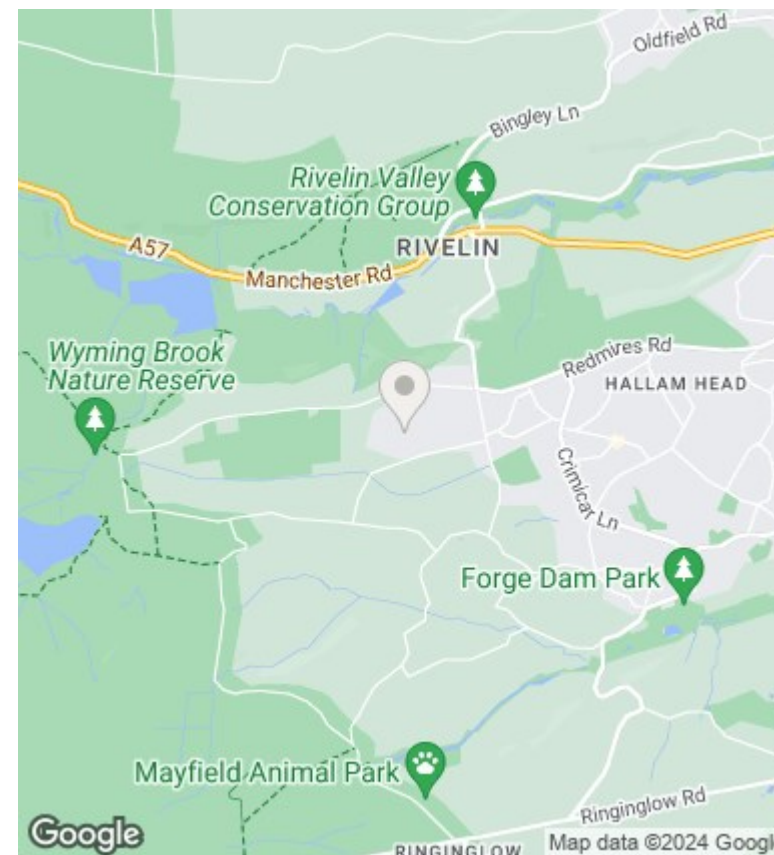 Oldfield Rd
Bingley Ln
Rivelin Valley
Conservation Group
RIVELIN
A57
Manchester Rd
Wyming Brook
Nature Reserve
Redmires Rd
HALLAM HEAD
Crimicar Ln
Forge Dam Park
Mayfield Animal Park
Ringinglow Rd
RINGINGLOW
Google
Map data ©2024 Googl